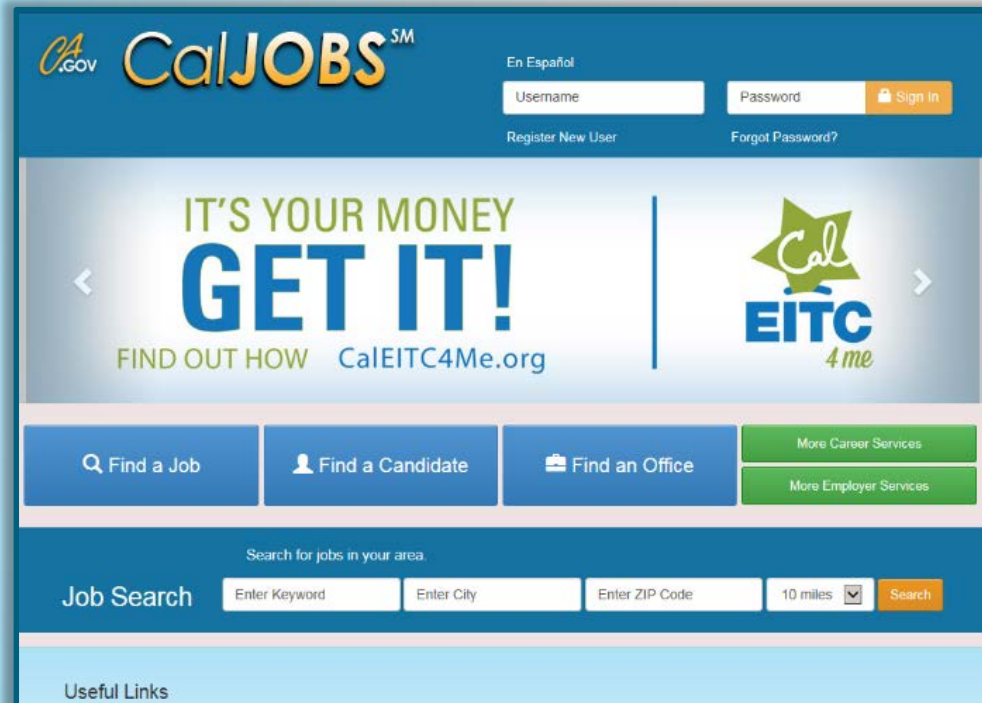 CA.GOV CalJOBS SM
En Español
Username Password Sign In
Register New User Forgot Password?
IT'S YOUR MONEY
GET IT!
FIND OUT HOW CalEITC4Me.org
Cal
EITC
4 me
Find a Job Find a Candidate Find an Office
More Career Services
More Employer Services
Search for jobs in your area.
Job Search Enter Keyword Enter City Enter ZIP Code 10 miles Search
Useful Links